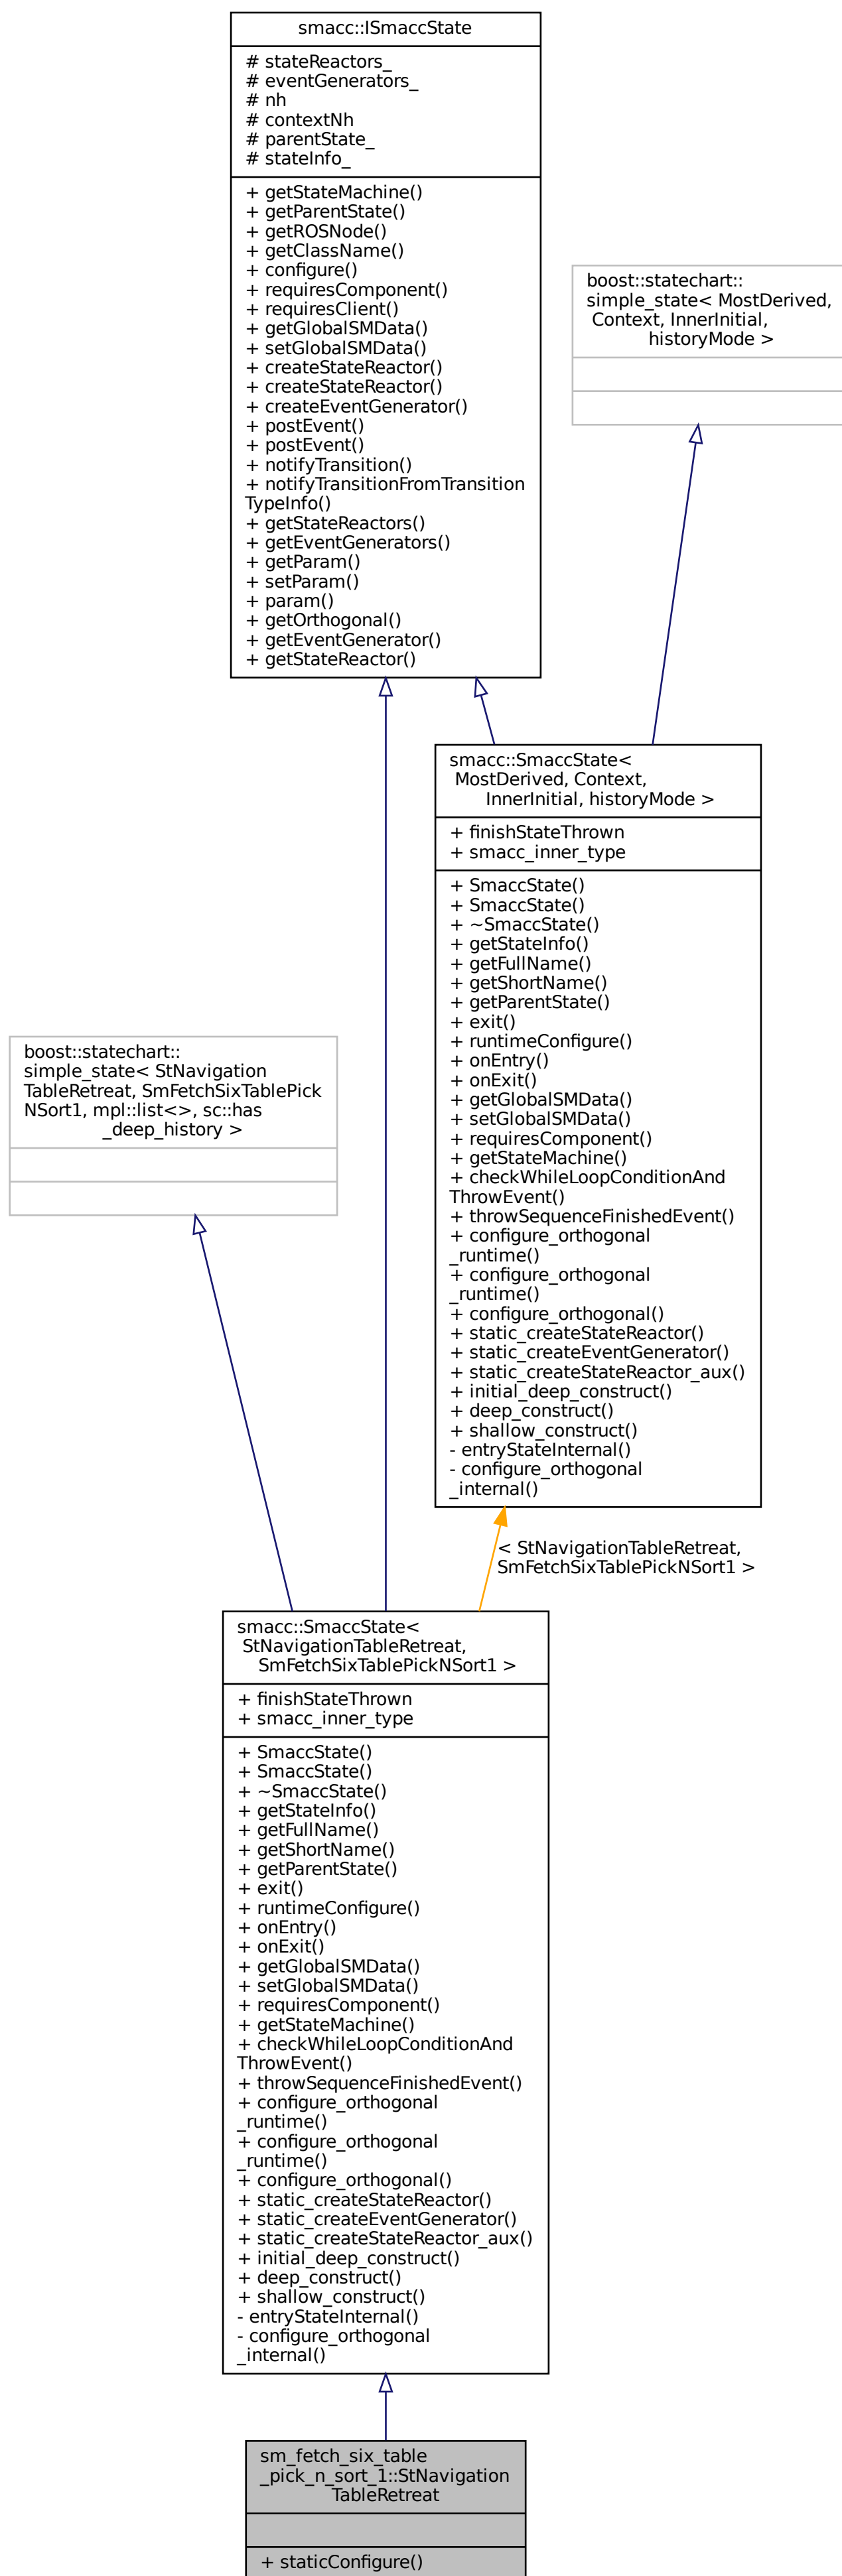 smacc::ISmaccState
# stateReactors_
# eventGenerators_
# nh
# contextNh
# parentState_
# stateInfo_
+ getStateMachine()
+ getParentState()
+ getROSNode()
+ getClassName()
+ configure()
+ requiresComponent()
+ requiresClient()
+ getGlobalSMData()
+ setGlobalSMData()
+ createStateReactor()
+ createStateReactor()
+ createEventGenerator()
+ postEvent()
+ postEvent()
+ notifyTransition()
+ notifyTransitionFromTransition
TypeInfo()
+ getStateReactors()
+ getEventGenerators()
+ getParam()
+ setParam()
+ param()
+ getOrthogonal()
+ getEventGenerator()
+ getStateReactor()
boost::statechart::
simple_state< MostDerived,
Context, InnerInitial,
historyMode >
smacc::SmaccState<
MostDerived, Context,
InnerInitial, historyMode >
+ finishStateThrown
+ smacc_inner_type
+ SmaccState()
+ SmaccState()
+ ~SmaccState()
+ getStateInfo()
+ getFullName()
+ getShortName()
+ getParentState()
+ exit()
+ runtimeConfigure()
+ onEntry()
+ onExit()
+ getGlobalSMData()
+ setGlobalSMData()
+ requiresComponent()
+ getStateMachine()
+ checkWhileLoopConditionAnd
ThrowEvent()
+ throwSequenceFinishedEvent()
+ configure_orthogonal
_runtime()
+ configure_orthogonal
_runtime()
+ configure_orthogonal()
+ static_createStateReactor()
+ static_createEventGenerator()
+ static_createStateReactor_aux()
+ initial_deep_construct()
+ deep_construct()
+ shallow_construct()
- entryStateInternal()
- configure_orthogonal
_internal()
boost::statechart::
simple_state< StNavigation
TableRetreat, SmFetchSixTablePick
NSort1, mpl::list<>, sc::has
_deep_history >
< StNavigationTableRetreat,
SmFetchSixTablePickNSort1 >
smacc::SmaccState<
StNavigationTableRetreat,
SmFetchSixTablePickNSort1 >
+ finishStateThrown
+ smacc_inner_type
+ SmaccState()
+ SmaccState()
+ ~SmaccState()
+ getStateInfo()
+ getFullName()
+ getShortName()
+ getParentState()
+ exit()
+ runtimeConfigure()
+ onEntry()
+ onExit()
+ getGlobalSMData()
+ setGlobalSMData()
+ requiresComponent()
+ getStateMachine()
+ checkWhileLoopConditionAnd
ThrowEvent()
+ throwSequenceFinishedEvent()
+ configure_orthogonal
_runtime()
+ configure_orthogonal
_runtime()
+ configure_orthogonal()
+ static_createStateReactor()
+ static_createEventGenerator()
+ static_createStateReactor_aux()
+ initial_deep_construct()
+ deep_construct()
+ shallow_construct()
- entryStateInternal()
- configure_orthogonal
_internal()
sm_fetch_six_table
_pick_n_sort_1::StNavigation
TableRetreat
+ staticConfigure()